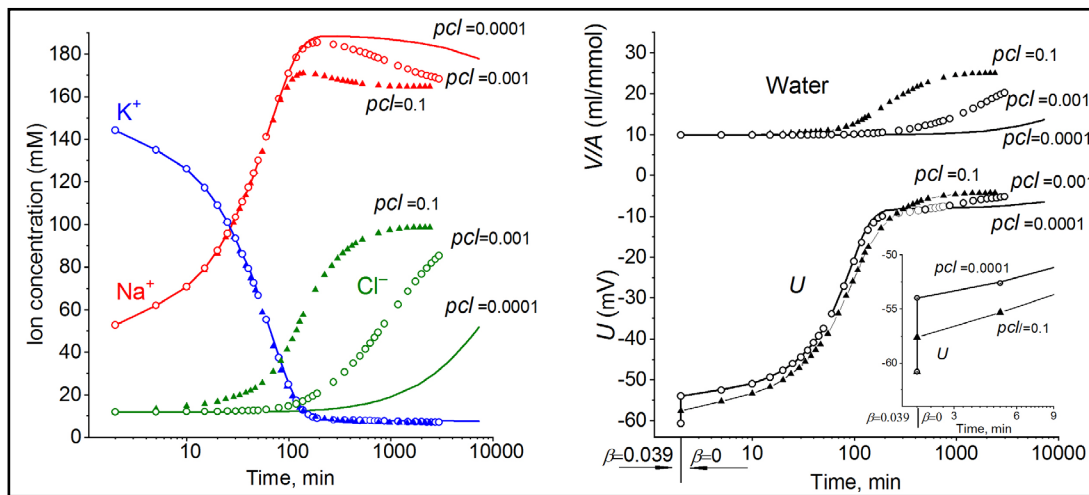 Ion concentration (mM)
180
160
140
120
100
80
60
40
20
0
K⁺
Na⁺
Cl⁻
pcl=0.0001
pcl=0.001
pcl=0.1
pcl=0.1
pcl=0.001
pcl=0.0001
10
100
1000
10000
Time, min
V/A (ml/mmol)
30
20
10
0
Water
pcl=0.1
pcl=0.001
pcl=0.0001
U (mV)
-10
-20
-30
-40
-50
-60
U
pcl=0.1
pcl=0.001
pcl=0.0001
-50
-55
-60
pcl=0.0001
pcl=0.1
U
β=0.039
β=0
3
6
9
Time, min
10
100
1000
10000
β=0.039
β=0
Time, min